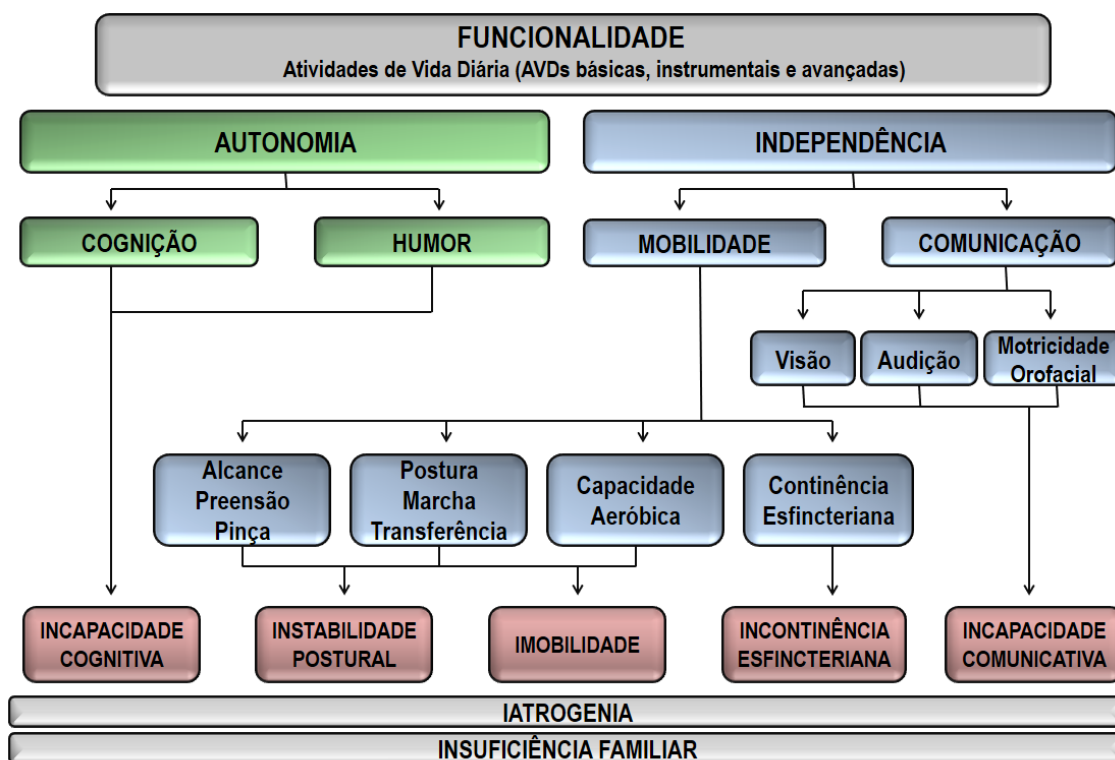 FUNCIONALIDADE
Atividades de Vida Diária (AVDs básicas, instrumentais e avançadas)
AUTONOMIA
INDEPENDÊNCIA
COGNIÇÃO
HUMOR
MOBILIDADE
COMUNICAÇÃO
Visão
Audição
Motricidade
Orofacial
Alcance
Preensão
Pinça
Postura
Marcha
Transferência
Capacidade
Aeróbica
Continência
Esfincteriana
INCAPACIDADE
COGNITIVA
INSTABILIDADE
POSTURAL
IMOBILIDADE
INCONTINÊNCIA
ESFINCTERIANA
INCAPACIDADE
COMUNICATIVA
IATROGENIA
INSUFICIÊNCIA FAMILIAR